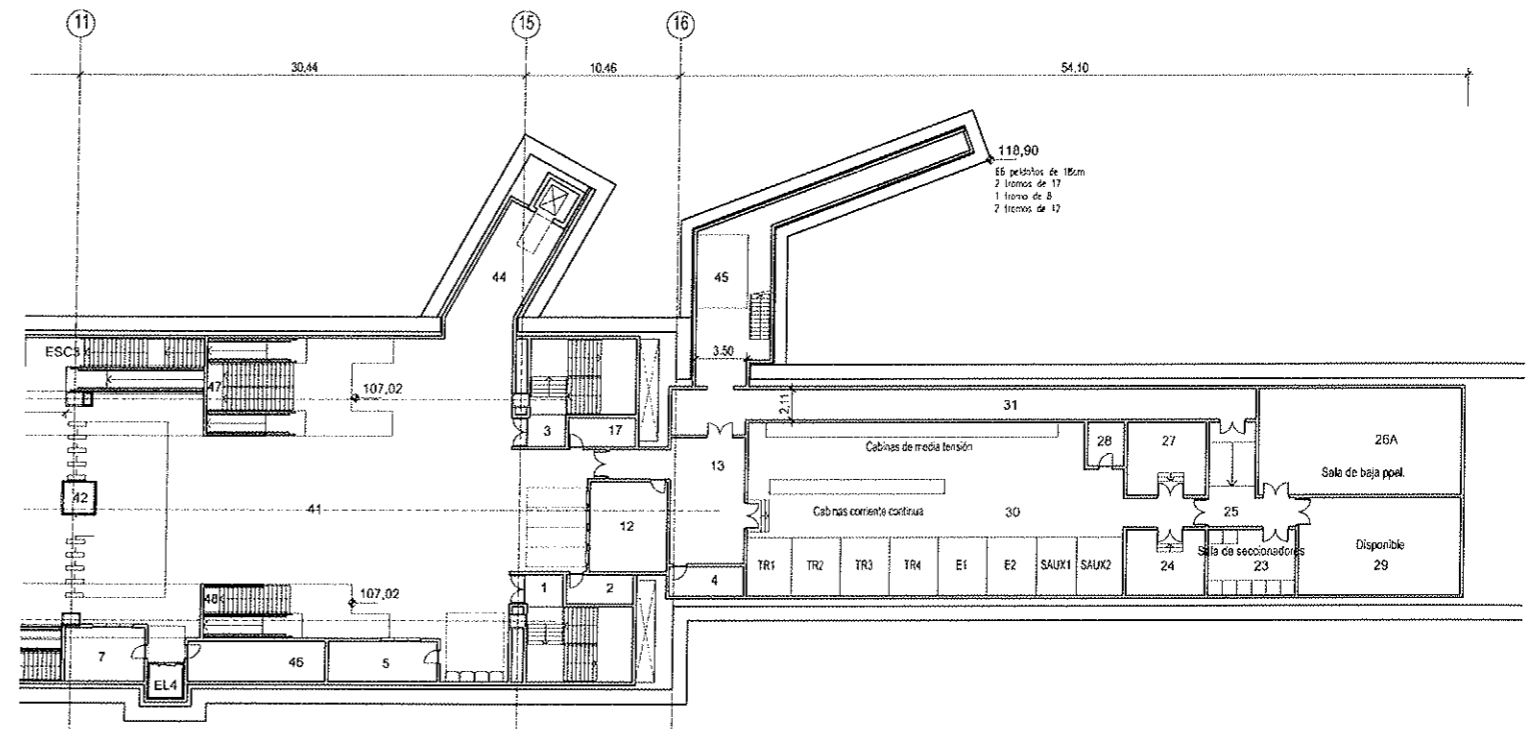 11
15
16
30,44
10,46
54,10
118,90
66 peldaños de 18cm
2 tramos de 17
1 tramo de 8
2 tramos de 12
44
45
ESC3
3.50
47
107,02
2,11
31
3
17
28
27
26A
Cabinas de media tensión
13
Sala de baja ppal.
42
41
12
Cabinas corriente continua
30
25
Sala de seccionadores
Disponible
TR1
TR2
TR3
TR4
E1
E2
SAUX1
SAUX2
24
23
29
48
107,02
1
2
4
7
EL4
46
5